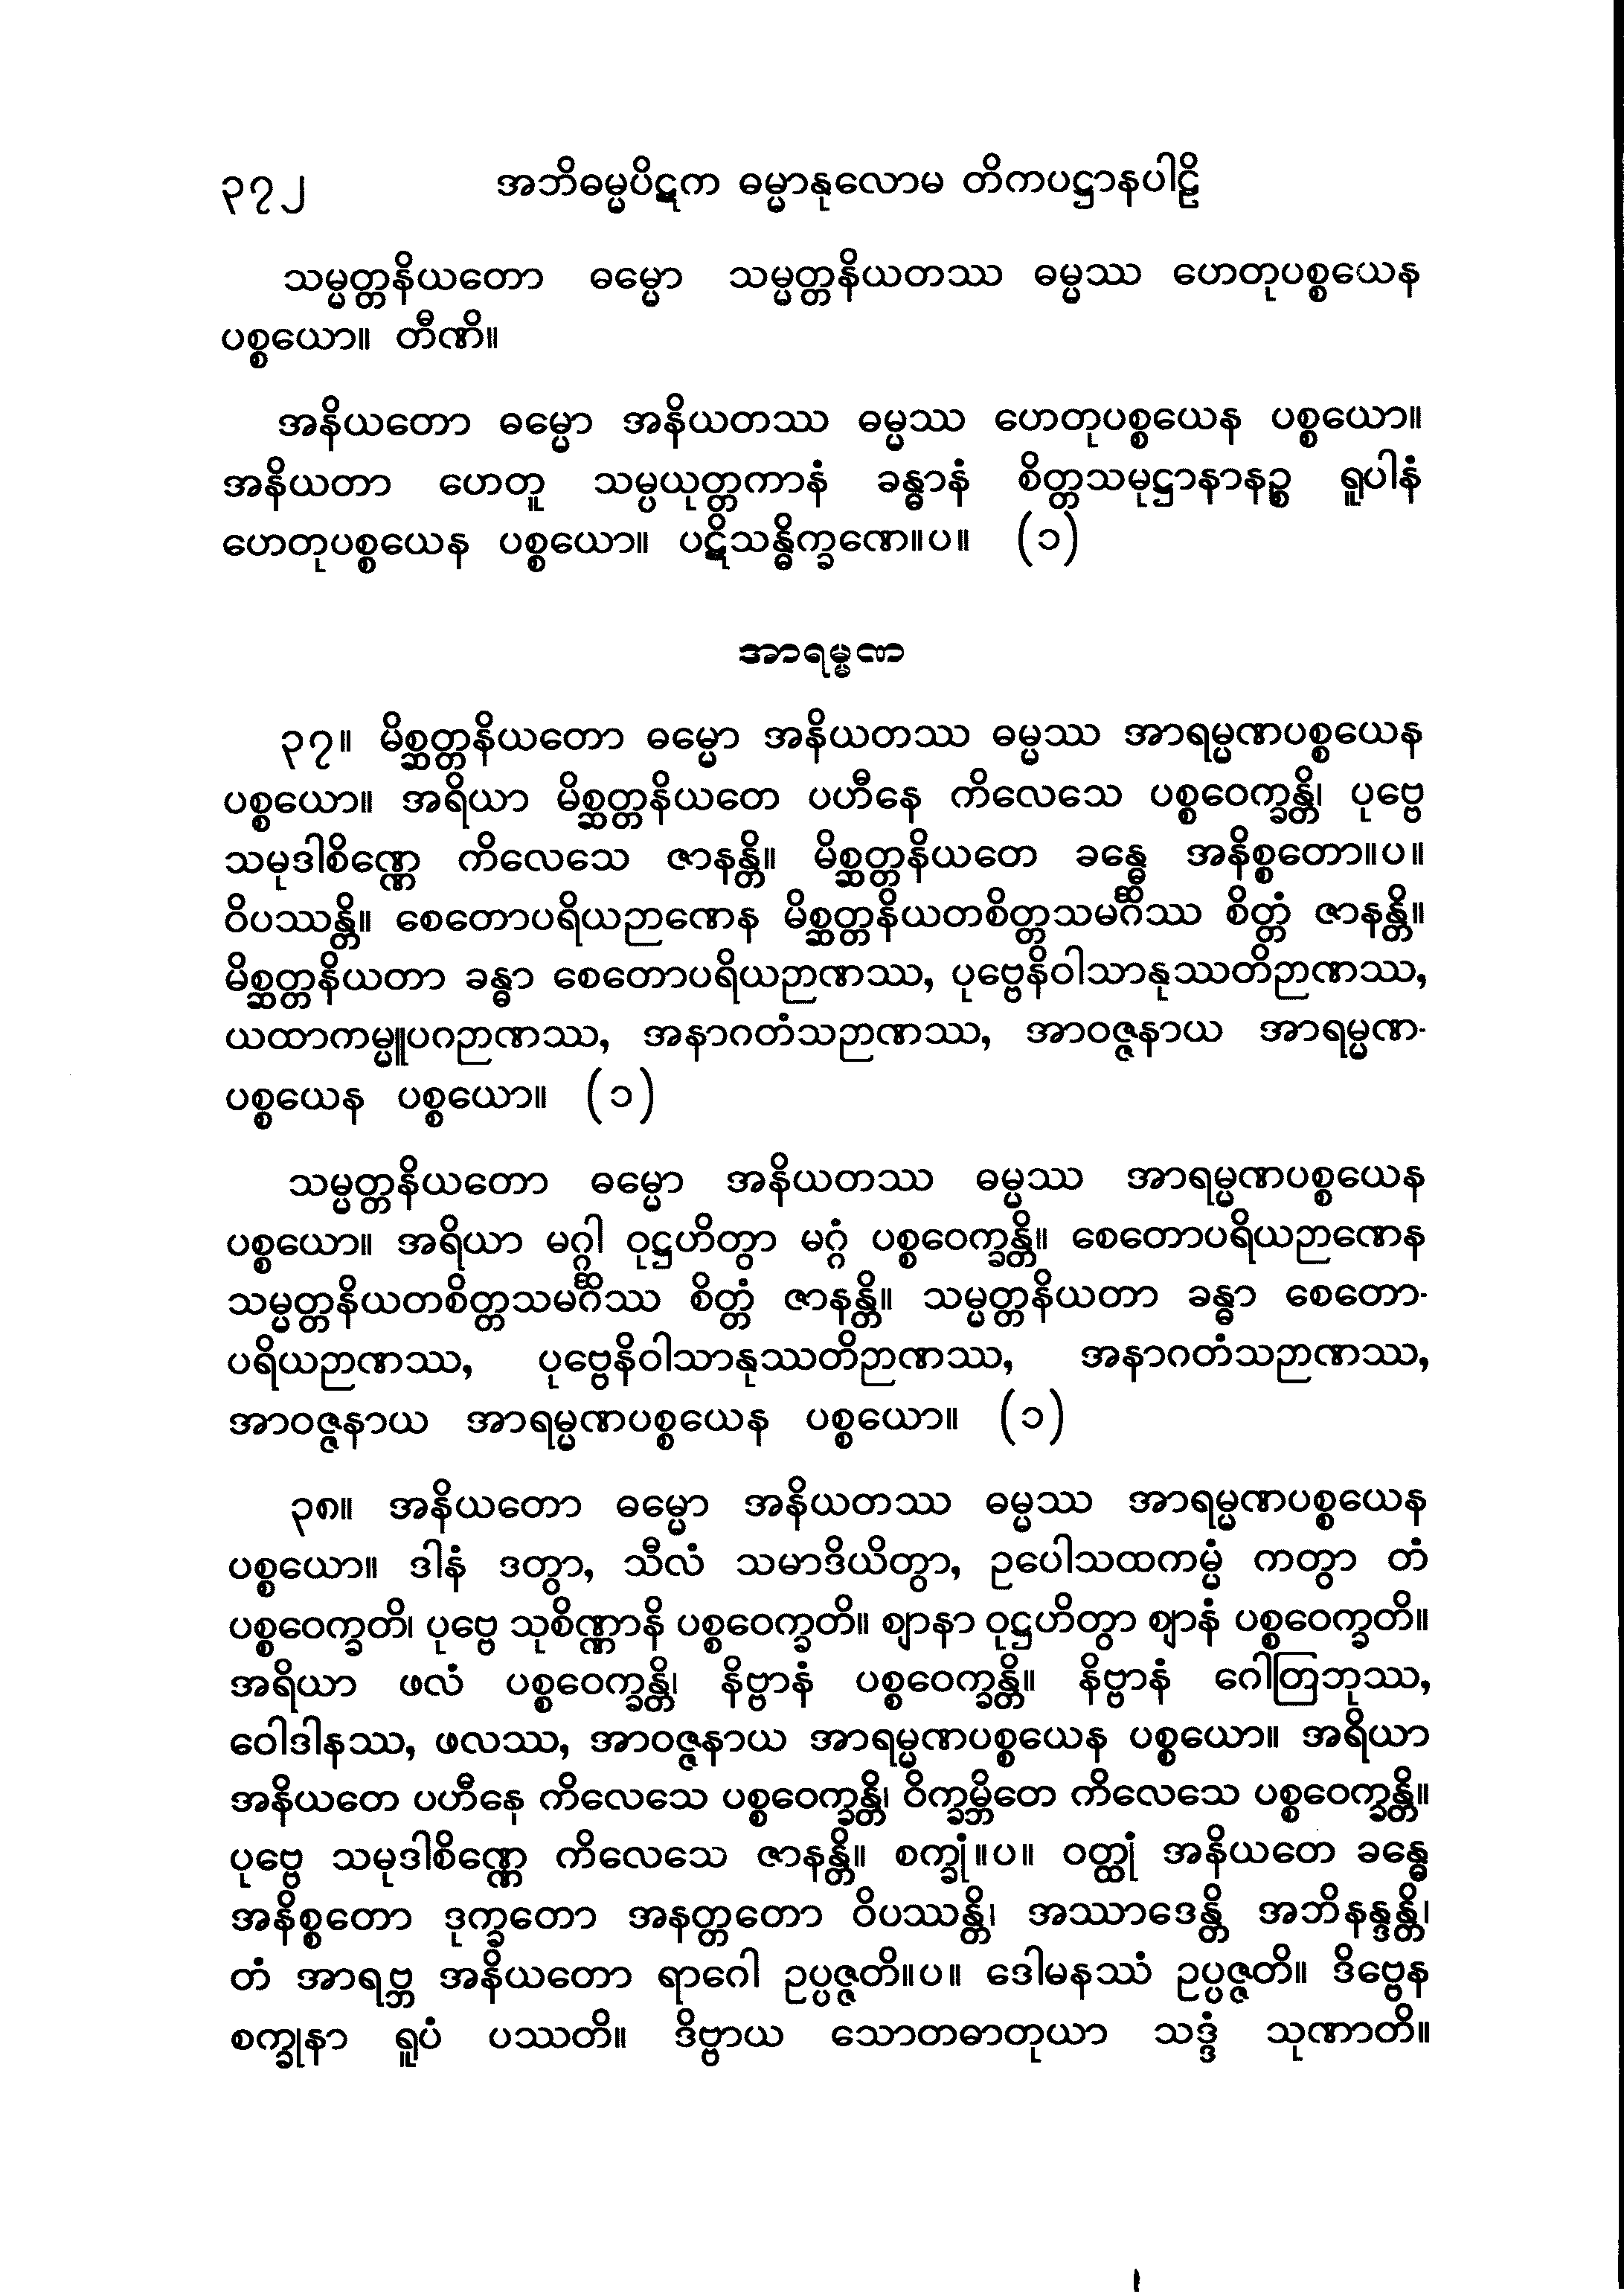 ၃၇၂ အဘိဓမ္မပိဋက ဓမ္မာနုလောမ တိကပဋ္ဌာနပါဠိ
သမ္မတ္တနိယတော ဓမ္မော သမ္မတ္တနိယတဿ ဓမ္မဿ ဟေတုပစ္စယေန
ပစ္စယော။ တီဏိ။
အနိယတော ဓမ္မော အနိယတဿ ဓမ္မဿ ဟေတုပစ္စယေန ပစ္စယော။
အနိယတာ ဟေတူ သမ္ပယုတ္တကာနံ ခန္ဓာနံ စိတ္တသမုဋ္ဌာနာနဉ္စ ရူပါနံ
ဟေတုပစ္စယေန ပစ္စယော။ ပဋိသန္ဓိက္ခဏေ။ပ။ (၁)
အာရမ္မဏ
၃၇။ မိစ္ဆတ္တနိယတော ဓမ္မော အနိယတဿ ဓမ္မဿ အာရမ္မဏပစ္စယေန
ပစ္စယော။ အရိယာ မိစ္ဆတ္တနိယတေ ပဟီနေ ကိလေသေ ပစ္စဝေက္ခန္တိ၊ ပုဗ္ဗေ
သမုဒါစိဏ္ဏေ ကိလေသေ ဇာနန္တိ။ မိစ္ဆတ္တနိယတေ ခန္ဓေ အနိစ္စတော။ပ။
ဝိပဿန္တိ။ စေတောပရိယဉာဏေန မိစ္ဆတ္တနိယတစိတ္တသမင်္ဂိဿ စိတ္တံ ဇာနန္တိ။
မိစ္ဆတ္တနိယတာ ခန္ဓာ စေတောပရိယဉာဏဿ, ပုဗ္ဗေနိဝါသာနုဿတိဉာဏဿ,
ယထာကမ္မူပဂဉာဏဿ, အနာဂတံသဉာဏဿ, အာဝဇ္ဇနာယ အာရမ္မဏ-
ပစ္စယေန ပစ္စယော။ (၁)
သမ္မတ္တနိယတော ဓမ္မော အနိယတဿ ဓမ္မဿ အာရမ္မဏပစ္စယေန
ပစ္စယော။ အရိယာ မဂ္ဂါ ဝုဋ္ဌဟိတွာ မဂ္ဂံ ပစ္စဝေက္ခန္တိ။ စေတောပရိယဉာဏေန
သမ္မတ္တနိယတစိတ္တသမင်္ဂိဿ စိတ္တံ ဇာနန္တိ။ သမ္မတ္တနိယတာ ခန္ဓာ စေတော-
ပရိယဉာဏဿ, ပုဗ္ဗေနိဝါသာနုဿတိဉာဏဿ, အနာဂတံသဉာဏဿ,
အာဝဇ္ဇနာယ အာရမ္မဏပစ္စယေန ပစ္စယော။ (၁)
၃၈။ အနိယတော ဓမ္မော အနိယတဿ ဓမ္မဿ အာရမ္မဏပစ္စယေန
ပစ္စယော။ ဒါနံ ဒတွာ, သီလံ သမာဒိယိတွာ, ဥပေါသထကမ္မံ ကတွာ တံ
ပစ္စဝေက္ခတိ၊ ပုဗ္ဗေ သုစိဏ္ဏာနိ ပစ္စဝေက္ခတိ။ ဈာနာ ဝုဋ္ဌဟိတွာ ဈာနံ ပစ္စဝေက္ခတိ။
အရိယာ ဖလံ ပစ္စဝေက္ခန္တိ၊ နိဗ္ဗာနံ ပစ္စဝေက္ခန္တိ။ နိဗ္ဗာနံ ဂေါတြဘုဿ,
ဝေါဒါနဿ, ဖလဿ, အာဝဇ္ဇနာယ အာရမ္မဏပစ္စယေန ပစ္စယော။ အရိယာ
အနိယတေ ပဟီနေ ကိလေသေ ပစ္စဝေက္ခန္တိ၊ ဝိက္ခမ္ဘိတေ ကိလေသေ ပစ္စဝေက္ခန္တိ။
ပုဗ္ဗေ သမုဒါစိဏ္ဏေ ကိလေသေ ဇာနန္တိ။ စက္ခုံ။ပ။ ဝတ္ထုံ အနိယတေ ခန္ဓေ
အနိစ္စတော ဒုက္ခတော အနတ္တတော ဝိပဿန္တိ၊ အဿာဒေန္တိ အဘိနန္ဒန္တိ၊
တံ အာရဗ္ဘ အနိယတော ရာဂေါ ဥပ္ပဇ္ဇတိ။ပ။ ဒေါမနဿံ ဥပ္ပဇ္ဇတိ။ ဒိဗ္ဗေန
စက္ခုနာ ရူပံ ပဿတိ။ ဒိဗ္ဗာယ သောတဓာတုယာ သဒ္ဒံ သုဏာတိ။